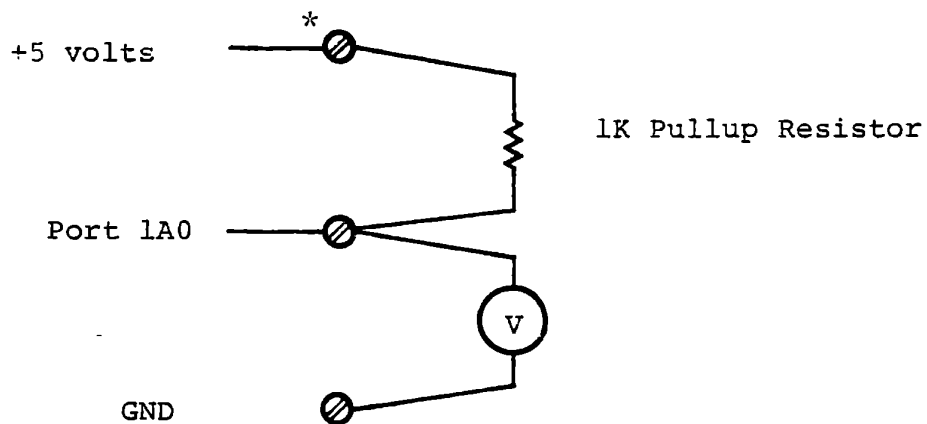 *
+5 volts
1K Pullup Resistor
Port 1A0
V
GND